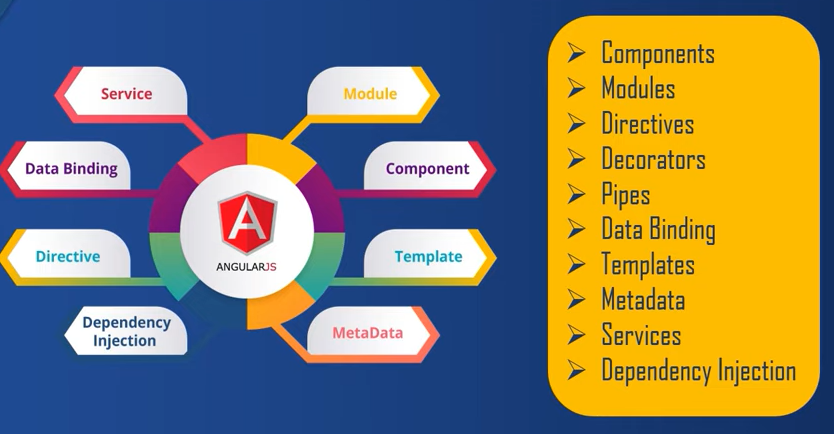 Service
Module
Data Binding
Component
Directive
Template
Dependency
Injection
MetaData
ANGULARJS
Components
Modules
Directives
Decorators
Pipes
Data Binding
Templates
Metadata
Services
Dependency Injection